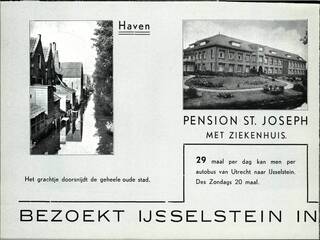 Haven
PENSION ST. JOSEPH
MET ZIEKENHUIS.
Het grachtje doorsnijdt de geheele oude stad.
29 maal per dag kan men per
autobus van Utrecht naar IJsselstein.
Des Zondags 20 maal.
BEZOEKT IJSSELSTEIN IN